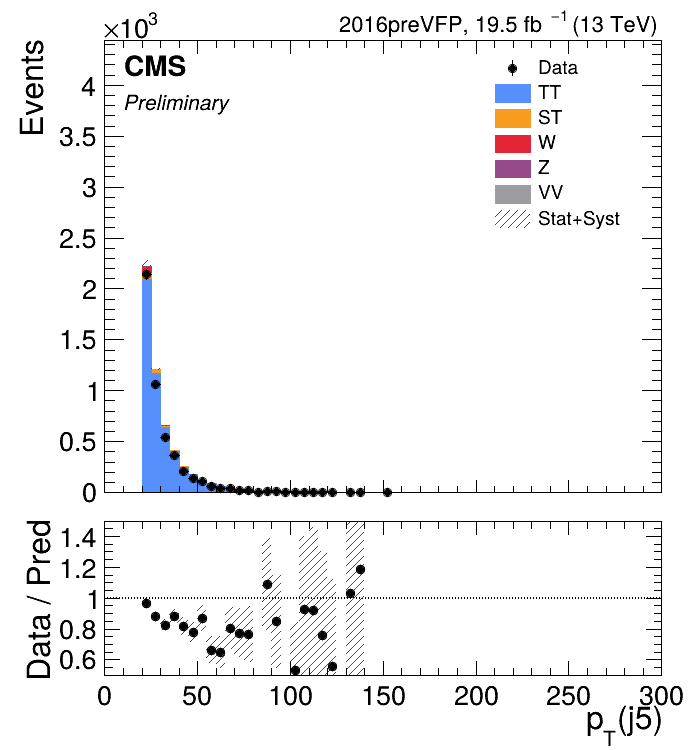 ×10³
2016preVFP, 19.5 fb⁻¹ (13 TeV)
Events
CMS
Preliminary
Data
TT
ST
W
Z
VV
Stat+Syst
4
3.5
3
2.5
2
1.5
1
0.5
0
Data / Pred
1.4
1.2
1
0.8
0.6
0 50 100 150 200 250 300
p_T(j5)